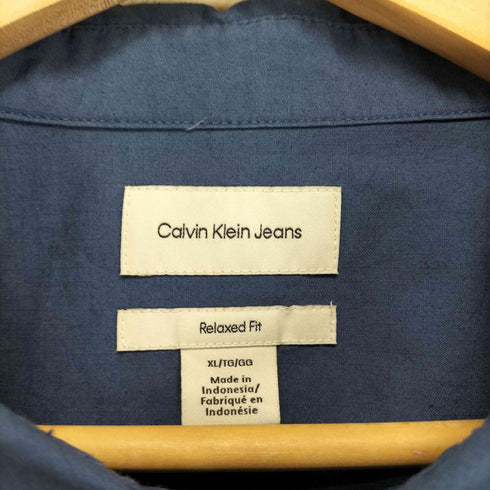 Calvin Klein Jeans
Relaxed Fit
XL/TG/GG
Made in
Indonesia/
Fabriqué en
Indonésie